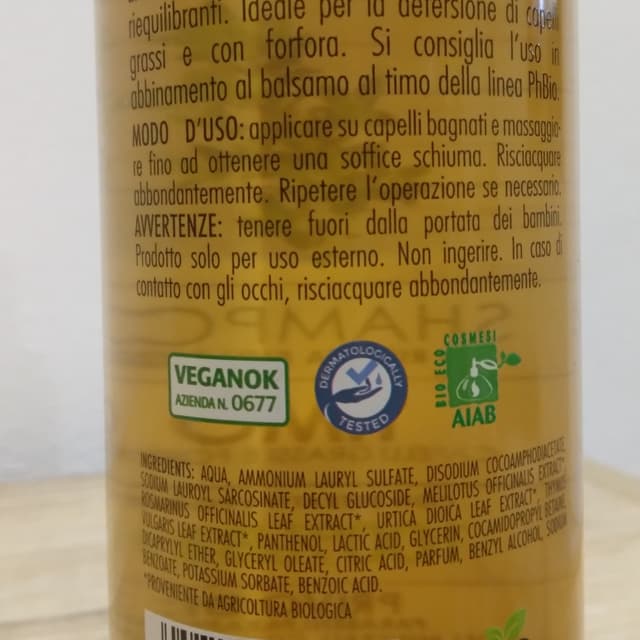 riequilibranti. Ideale per la detersione di capelli
grassi e con forfora. Si consiglia l'uso in
abbinamento al balsamo al timo della linea PhBio.
MODO D'USO: applicare su capelli bagnati e massaggia-
re fino ad ottenere una soffice schiuma. Risciacquare
abbondantemente. Ripetere l'operazione se necessario.
AVVERTENZE: tenere fuori dalla portata dei bambini.
Prodotto solo per uso esterno. Non ingerire. In caso di
contatto con gli occhi, risciacquare abbondantemente.
VEGANOK
AZIENDA N. 0677
DERMATOLOGICALLY
TESTED
BIO ECO COSMESI
AIAB
INGREDIENTS: AQUA, AMMONIUM LAURYL SULFATE, DISODIUM COCOAMPHODIACETATE,
SODIUM LAUROYL SARCOSINATE, DECYL GLUCOSIDE, MELILOTUS OFFICINALIS EXTRACT*,
ROSMARINUS OFFICINALIS LEAF EXTRACT*, URTICA DIOICA LEAF EXTRACT*, THYMUS
VULGARIS LEAF EXTRACT*, PANTHENOL, LACTIC ACID, GLYCERIN, COCAMIDOPROPYL BETAINE,
DICAPRYLYL ETHER, GLYCERYL OLEATE, CITRIC ACID, PARFUM, BENZYL ALCOHOL, SODIUM
BENZOATE, POTASSIUM SORBATE, BENZOIC ACID.
*PROVENIENTE DA AGRICOLTURA BIOLOGICA